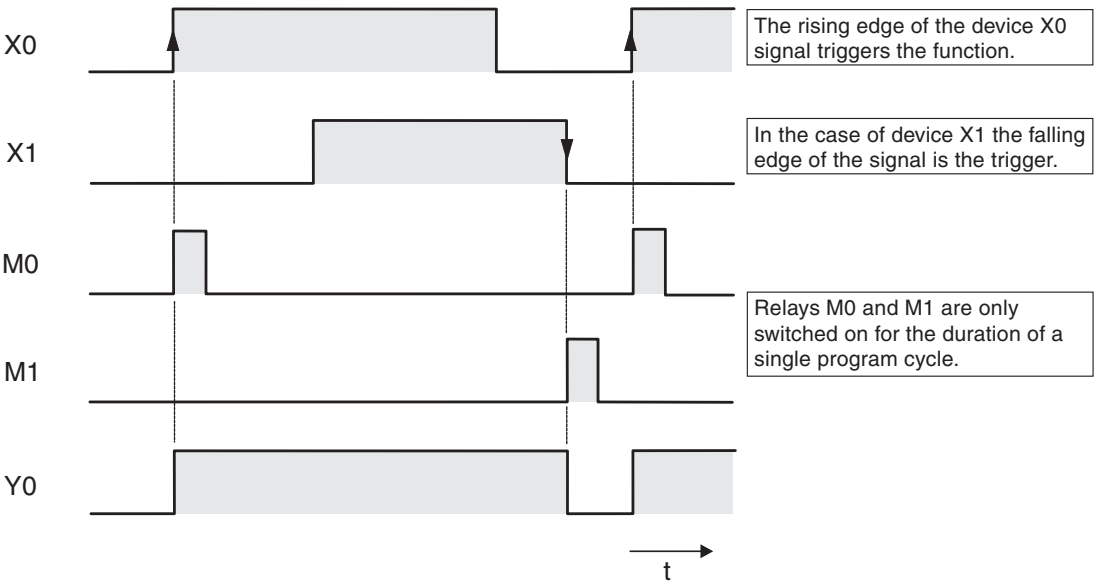 X0
The rising edge of the device X0
signal triggers the function.
X1
In the case of device X1 the falling
edge of the signal is the trigger.
M0
Relays M0 and M1 are only
switched on for the duration of a
single program cycle.
M1
Y0
t